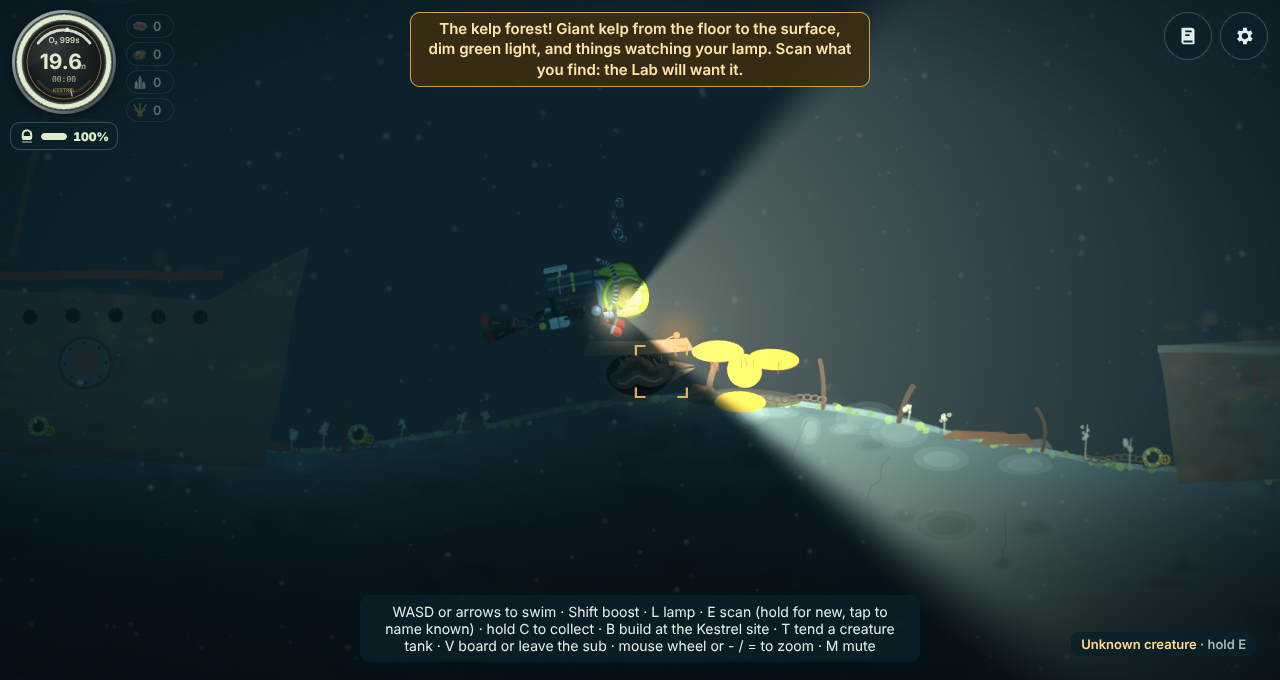 O₂ 999s
19.6m
00:00
KESTREL
0
0
0
0
100%
The kelp forest! Giant kelp from the floor to the surface,
dim green light, and things watching your lamp. Scan what
you find: the Lab will want it.
WASD or arrows to swim · Shift boost · L lamp · E scan (hold for new, tap to
name known) · hold C to collect · B build at the Kestrel site · T tend a creature
tank · V board or leave the sub · mouse wheel or - / = to zoom · M mute
Unknown creature · hold E